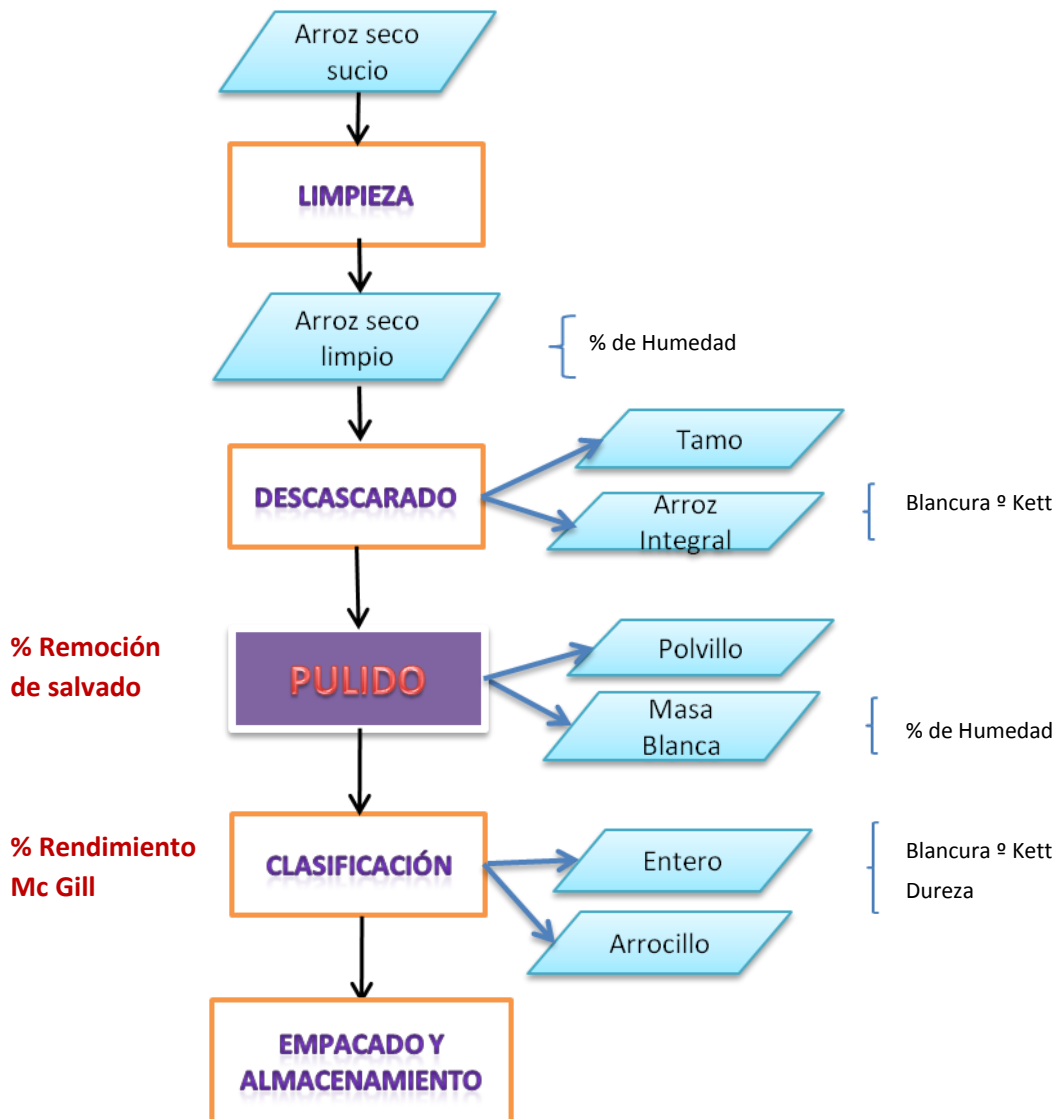 Arroz seco
sucio
LIMPIEZA
Arroz seco
limpio
% de Humedad
DESCASCARADO
Tamo
Arroz
Integral
Blancura º Kett
% Remoción
de salvado
PULIDO
Polvillo
Masa
Blanca
% de Humedad
% Rendimiento
Mc Gill
CLASIFICACIÓN
Entero
Arrocillo
Blancura º Kett
Dureza
EMPACADO Y
ALMACENAMIENTO